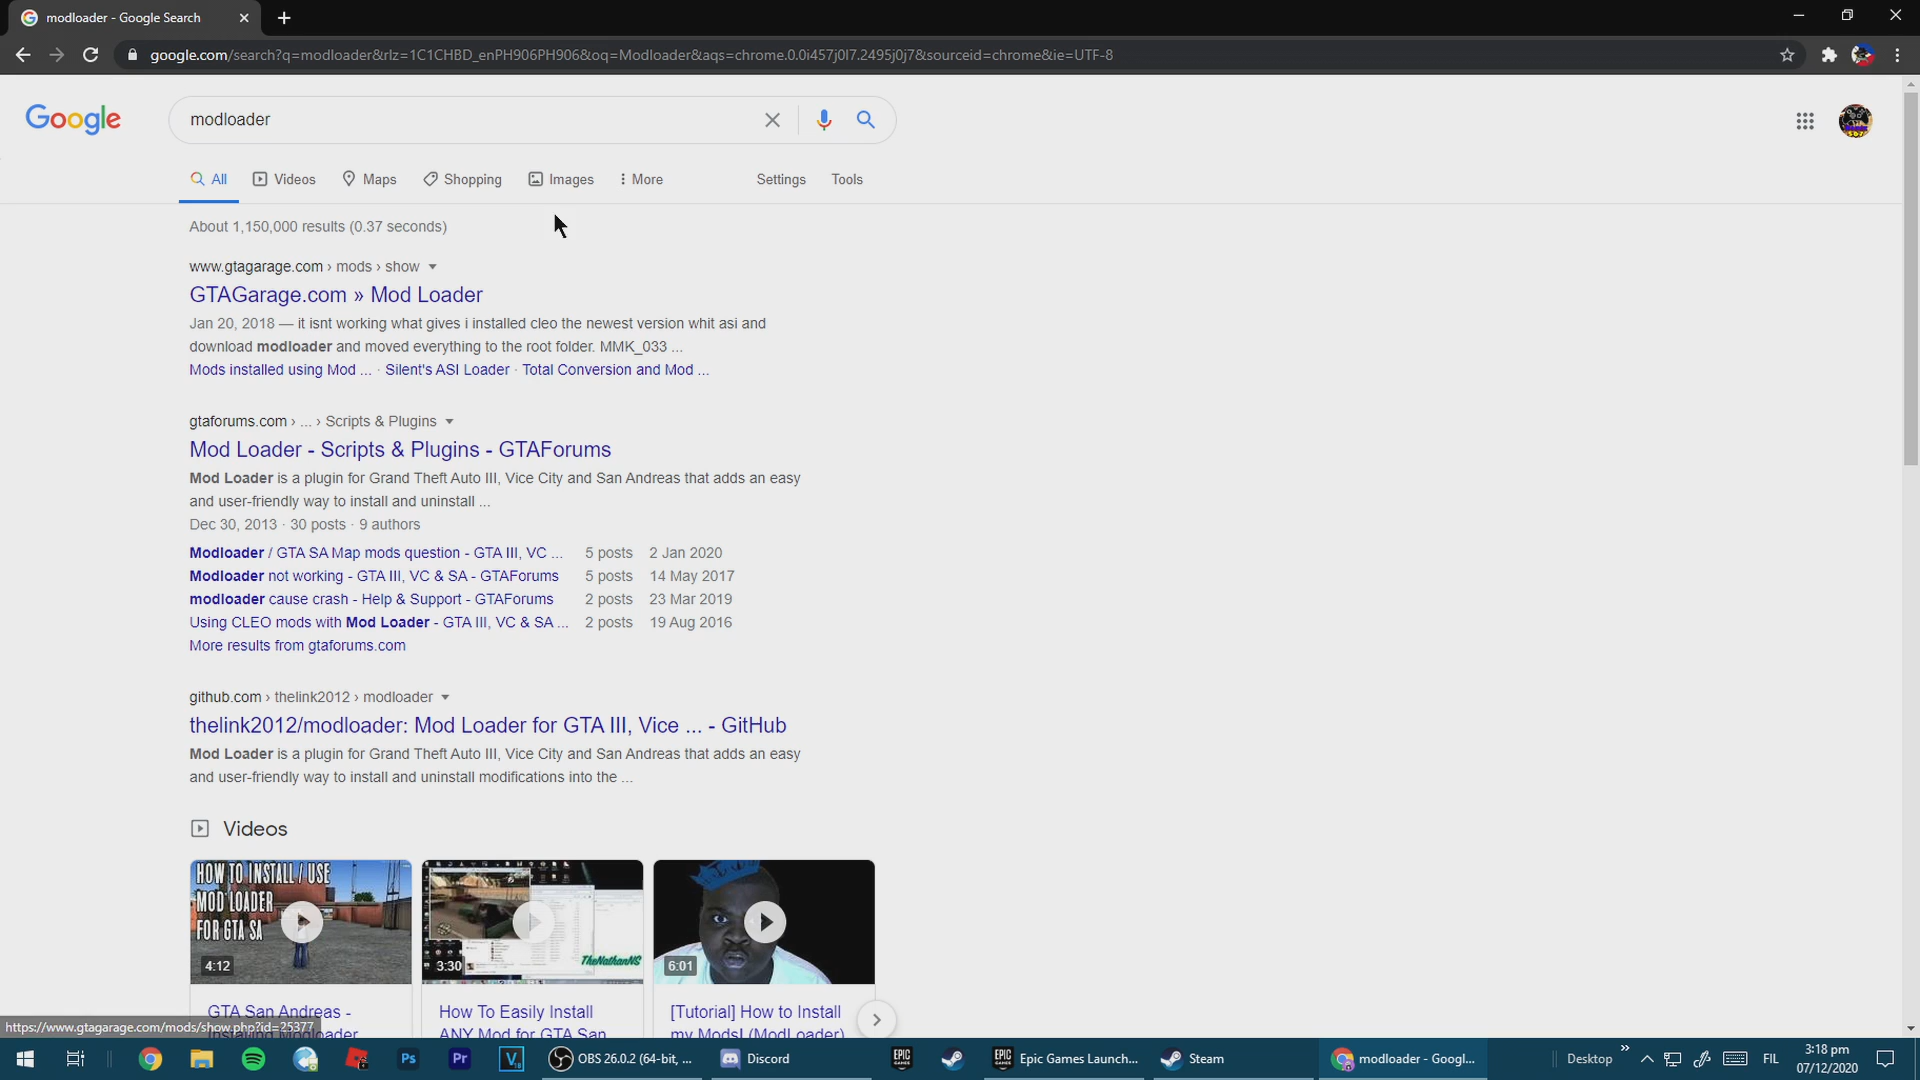 modloader - Google Search
google.com/search?q=modloader&rlz=1C1CHBD_enPH906PH906&oq=Modloader&aqs=chrome.0.0i457j0l7.2495j0j7&sourceid=chrome&ie=UTF-8
Google
modloader
All Videos Maps Shopping Images More Settings Tools
About 1,150,000 results (0.37 seconds)
www.gtagarage.com › mods › show
GTAGarage.com » Mod Loader
Jan 20, 2018 — it isnt working what gives i installed cleo the newest version whit asi and
download modloader and moved everything to the root folder. MMK_033 ...
Mods installed using Mod ... · Silent's ASI Loader · Total Conversion and Mod ...
gtaforums.com › ... › Scripts & Plugins
Mod Loader - Scripts & Plugins - GTAForums
Mod Loader is a plugin for Grand Theft Auto III, Vice City and San Andreas that adds an easy
and user-friendly way to install and uninstall ...
Dec 30, 2013 · 30 posts · 9 authors
Modloader / GTA SA Map mods question - GTA III, VC ... 5 posts 2 Jan 2020
Modloader not working - GTA III, VC & SA - GTAForums 5 posts 14 May 2017
modloader cause crash - Help & Support - GTAForums 2 posts 23 Mar 2019
Using CLEO mods with Mod Loader - GTA III, VC & SA ... 2 posts 19 Aug 2016
More results from gtaforums.com
github.com › thelink2012 › modloader
thelink2012/modloader: Mod Loader for GTA III, Vice ... - GitHub
Mod Loader is a plugin for Grand Theft Auto III, Vice City and San Andreas that adds an easy
and user-friendly way to install and uninstall modifications into the ...
Videos
HOW TO INSTALL / USE
MOD LOADER
FOR GTA SA
4:12
TheNathanNS
3:30
6:01
GTA San Andreas -
How To Easily Install
ANY Mod for GTA San
[Tutorial] How to Install
my Mods! (ModLoader)
https://www.gtagarage.com/mods/show.php?id=25377
Ps
Pr
OBS 26.0.2 (64-bit, ...
Discord
EPIC
GAMES
Epic Games Launch...
Steam
modloader - Googl...
Desktop
FIL
3:18 pm
07/12/2020